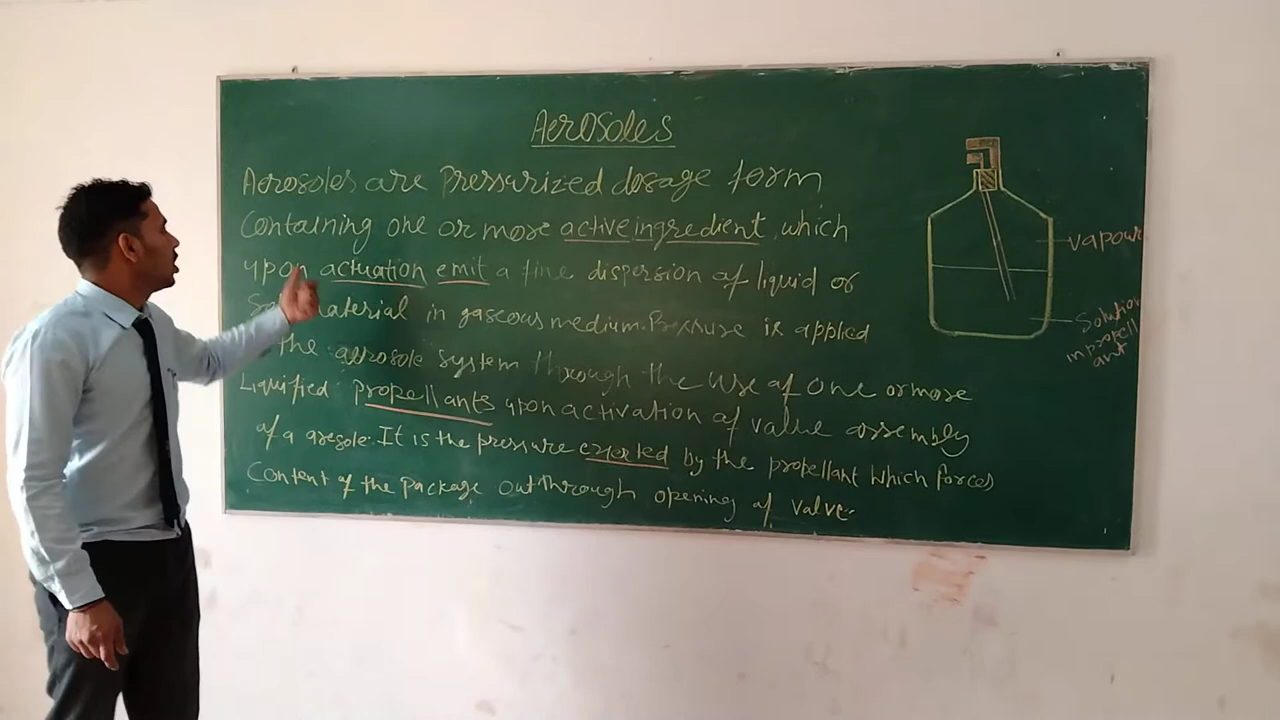 Aerosoles
Aerosoles are Pressurized dosage form
Containing one or more active ingredient, which
upon actuation emit a fine dispersion of liquid or
material in gaseous medium. Pressure is applied
the aerosole system through the use of one or more
Liquified Propellants upon activation of value assembly
of a aresole. It is the pressure exerted by the propellant which forces
Content of the package out through opening of valve.
vapour
Solution
in propell
ant